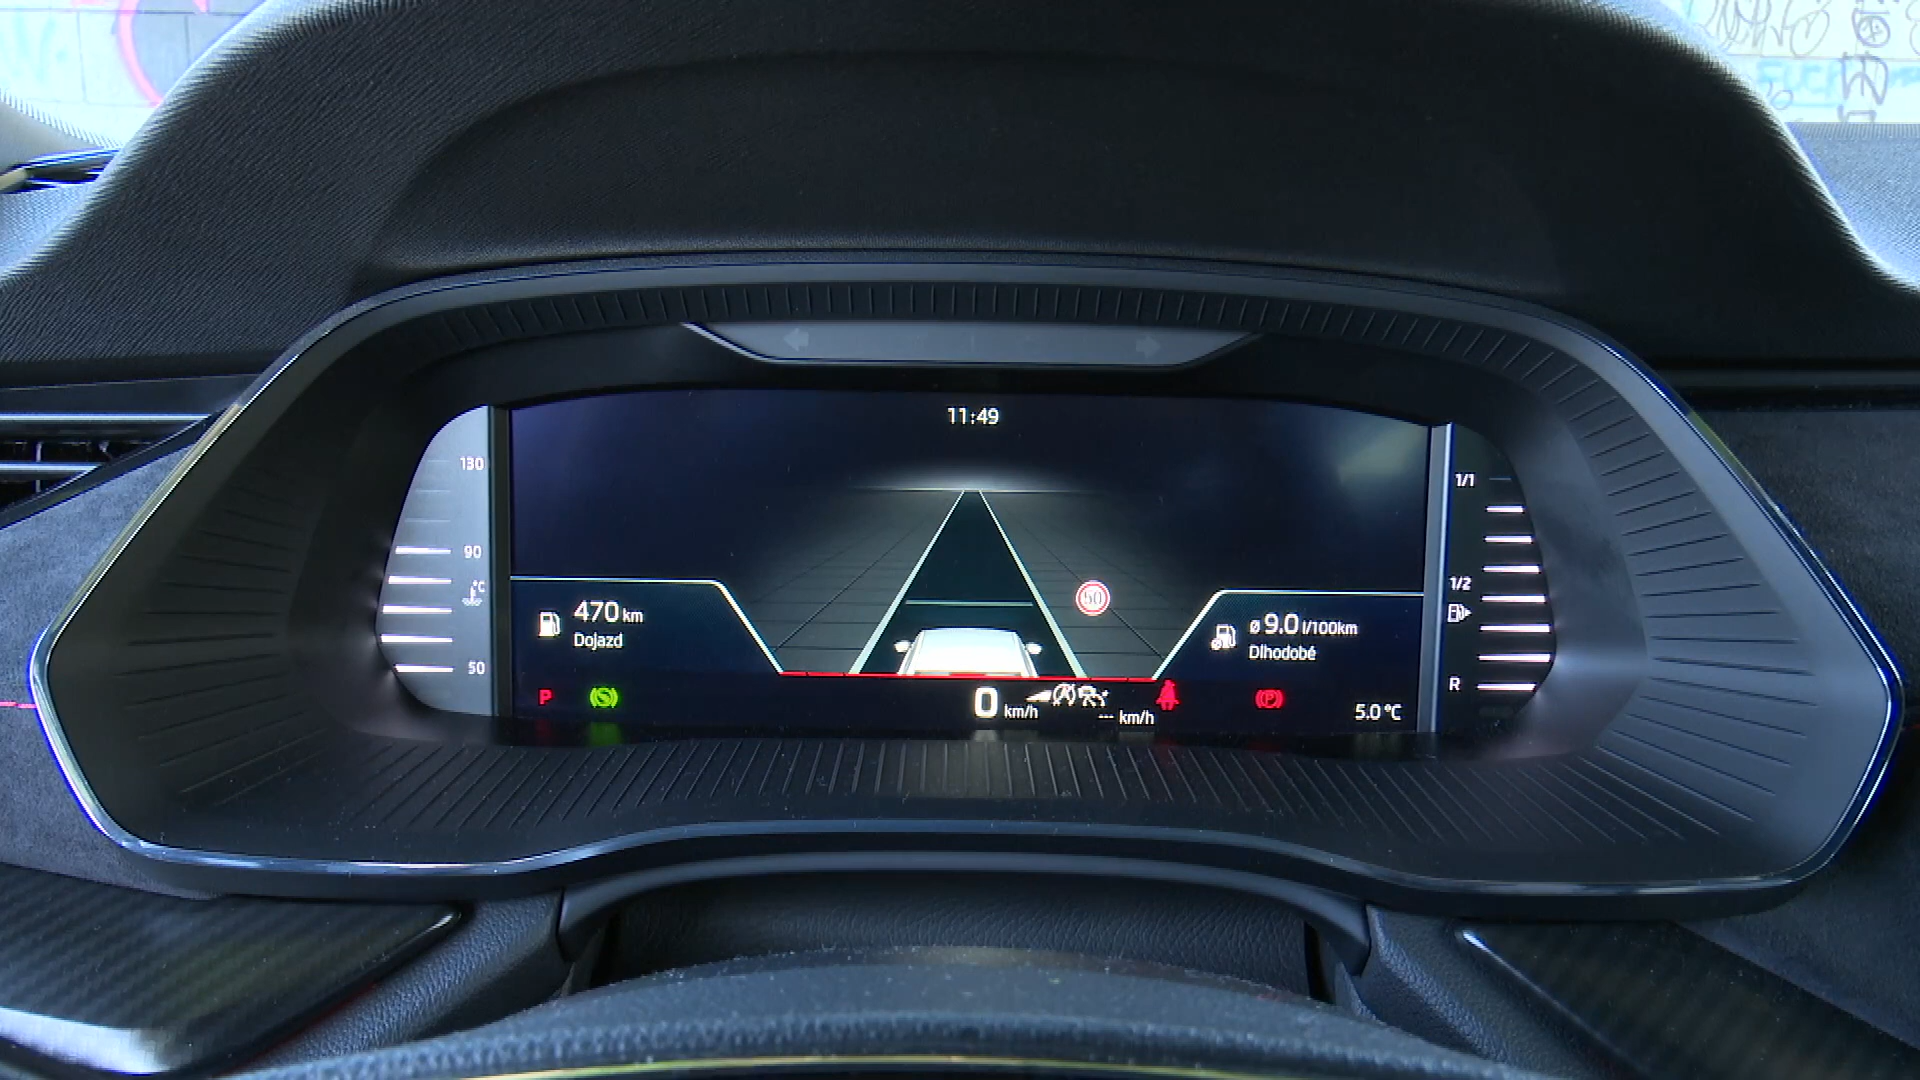 11:49
130
90
°C
50
470 km
Dojazd
60
ø 9.0 l/100km
Dlhodobé
1/1
1/2
R
P
0 km/h
--- km/h
5.0 °C